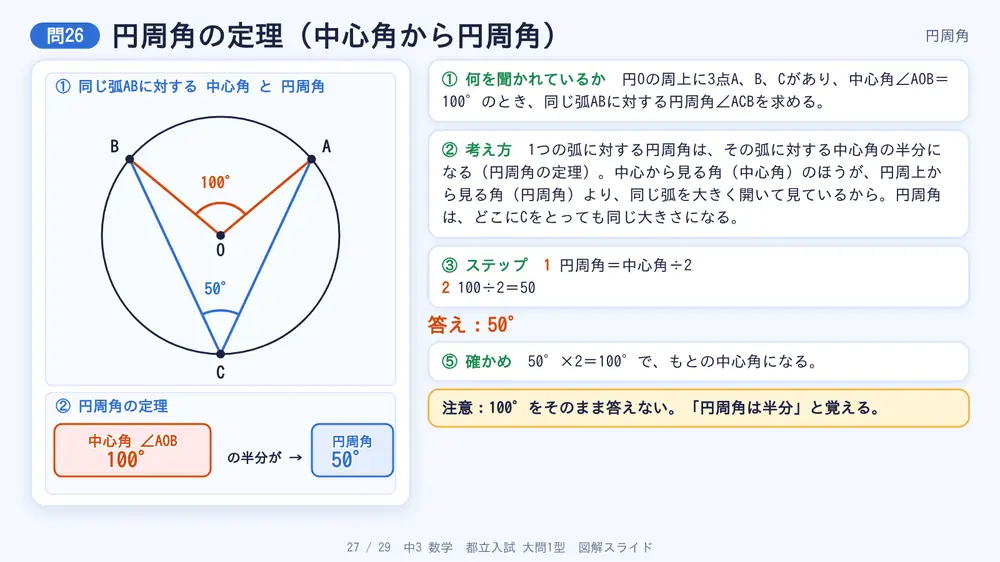 問26 円周角の定理（中心角から円周角）
円周角
① 同じ弧ABに対する 中心角 と 円周角
B
A
100°
O
50°
C
② 円周角の定理
中心角 ∠AOB
100°
の半分が →
円周角
50°
① 何を聞かれているか 円Oの周上に3点A、B、Cがあり、中心角∠AOB＝
100°のとき、同じ弧ABに対する円周角∠ACBを求める。
② 考え方 1つの弧に対する円周角は、その弧に対する中心角の半分に
なる（円周角の定理）。中心から見る角（中心角）のほうが、円周上か
ら見る角（円周角）より、同じ弧を大きく開いて見ているから。円周角
は、どこにCをとっても同じ大きさになる。
③ ステップ 1 円周角＝中心角÷2
2 100÷2＝50
答え：50°
⑤ 確かめ 50°×2＝100°で、もとの中心角になる。
注意：100°をそのまま答えない。「円周角は半分」と覚える。
27 / 29 中3 数学 都立入試 大問1型 図解スライド